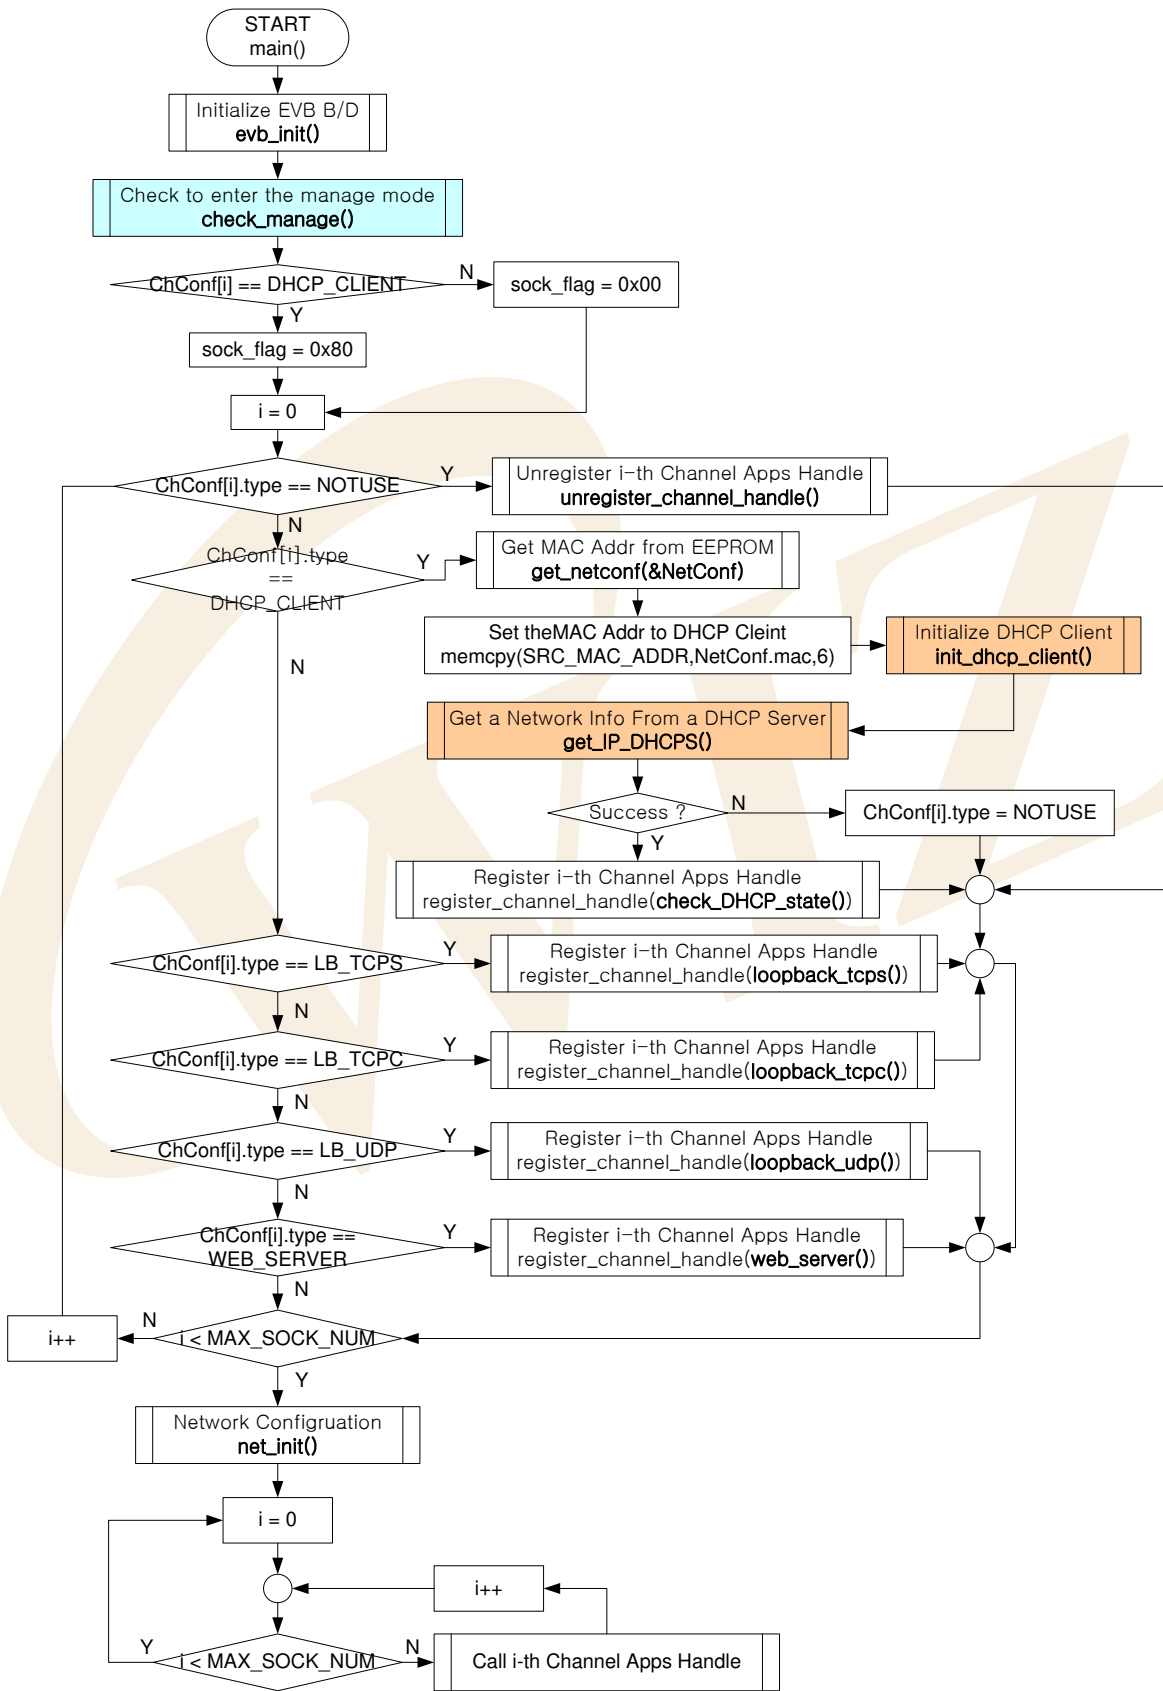 START
main()
Initialize EVB B/D
evb_init()
Check to enter the manage mode
check_manage()
ChConf[i] == DHCP_CLIENT
N
sock_flag = 0x00
Y
sock_flag = 0x80
i = 0
ChConf[i].type == NOTUSE
Y
Unregister i-th Channel Apps Handle
unregister_channel_handle()
N
ChConf[i].type
==
DHCP_CLIENT
Y
Get MAC Addr from EEPROM
get_netconf(&NetConf)
Set theMAC Addr to DHCP Cleint
memcpy(SRC_MAC_ADDR,NetConf.mac,6)
Initialize DHCP Client
init_dhcp_client()
N
Get a Network Info From a DHCP Server
get_IP_DHCPS()
Success ?
N
ChConf[i].type = NOTUSE
Y
Register i-th Channel Apps Handle
register_channel_handle(check_DHCP_state())
ChConf[i].type == LB_TCPS
Y
Register i-th Channel Apps Handle
register_channel_handle(loopback_tcps())
N
ChConf[i].type == LB_TCPC
Y
Register i-th Channel Apps Handle
register_channel_handle(loopback_tcpc())
N
ChConf[i].type == LB_UDP
Y
Register i-th Channel Apps Handle
register_channel_handle(loopback_udp())
N
ChConf[i].type ==
WEB_SERVER
Y
Register i-th Channel Apps Handle
register_channel_handle(web_server())
N
i++
N
i < MAX_SOCK_NUM
Y
Network Configruation
net_init()
i = 0
i++
Y
i < MAX_SOCK_NUM
N
Call i-th Channel Apps Handle